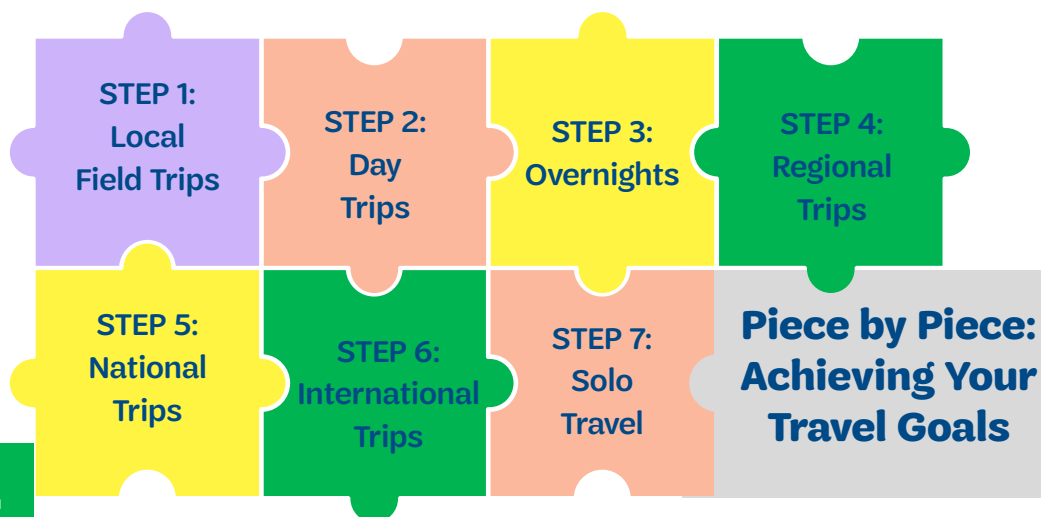 STEP 1:
Local
Field Trips
STEP 2:
Day
Trips
STEP 3:
Overnights
STEP 4:
Regional
Trips
STEP 5:
National
Trips
STEP 6:
International
Trips
STEP 7:
Solo
Travel
Piece by Piece:
Achieving Your
Travel Goals